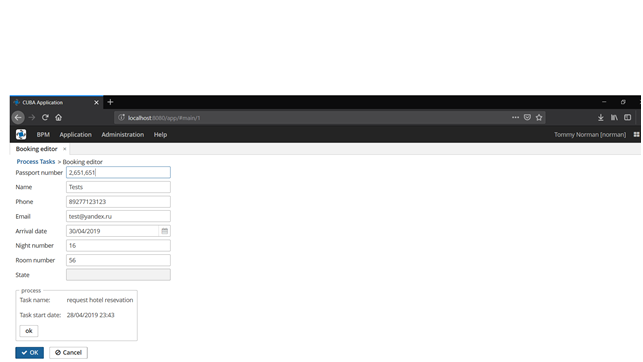 CUBA Application
localhost:8080/app/#main/1
BPM Application Administration Help Tommy Norman [norman]
Booking editor
Process Tasks > Booking editor
Passport number 2,651,651
Name Tests
Phone 89277123123
Email test@yandex.ru
Arrival date 30/04/2019
Night number 16
Room number 56
State
process
Task name: request hotel resevation
Task start date: 28/04/2019 23:43
ok
OK Cancel